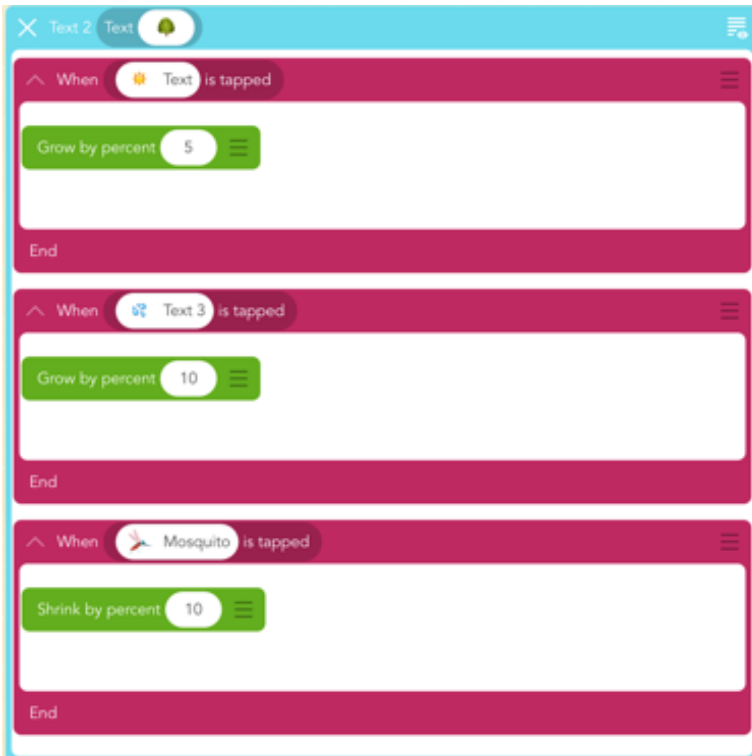 Text 2 Text
When Text is tapped
Grow by percent 5
End
When Text 3 is tapped
Grow by percent 10
End
When Mosquito is tapped
Shrink by percent 10
End